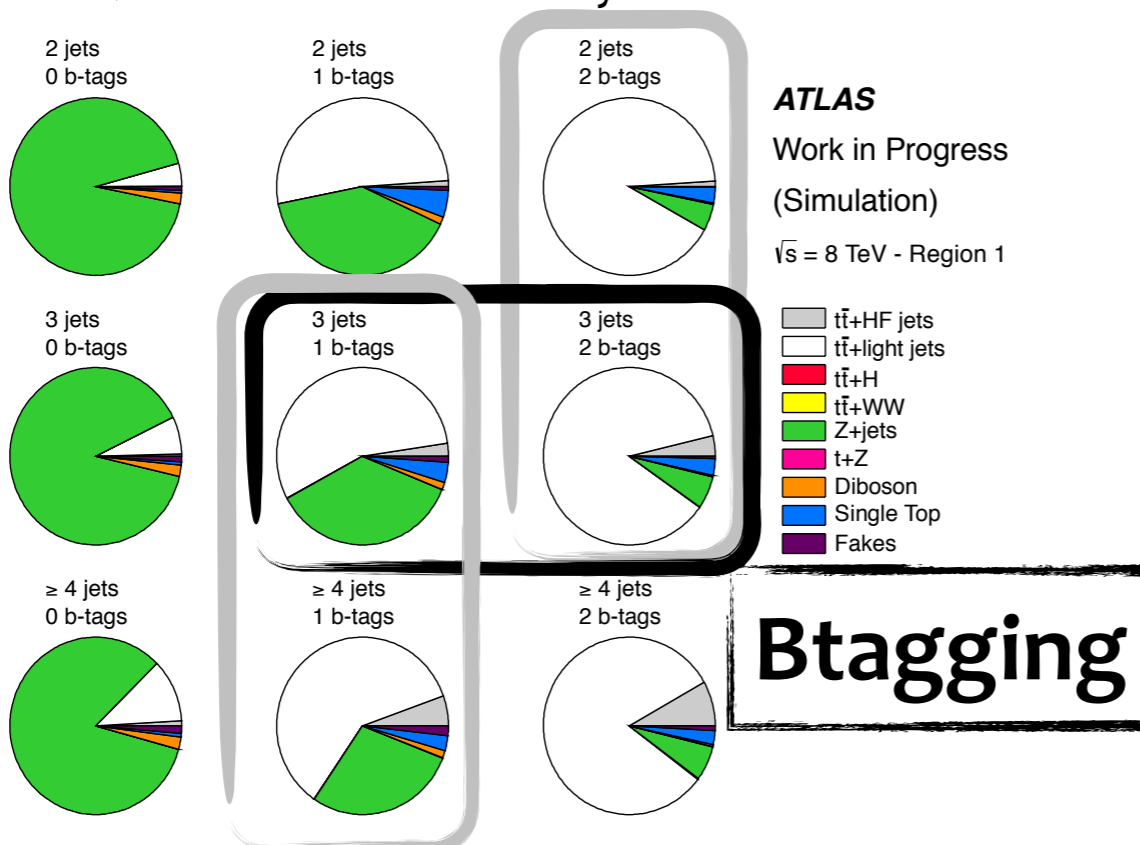 2 jets
0 b-tags
2 jets
1 b-tags
2 jets
2 b-tags
3 jets
0 b-tags
3 jets
1 b-tags
3 jets
2 b-tags
≥ 4 jets
0 b-tags
≥ 4 jets
1 b-tags
≥ 4 jets
2 b-tags
ATLAS
Work in Progress
(Simulation)
√s = 8 TeV - Region 1
tt̄+HF jets
tt̄+light jets
tt̄+H
tt̄+WW
Z+jets
t+Z
Diboson
Single Top
Fakes
Btagging